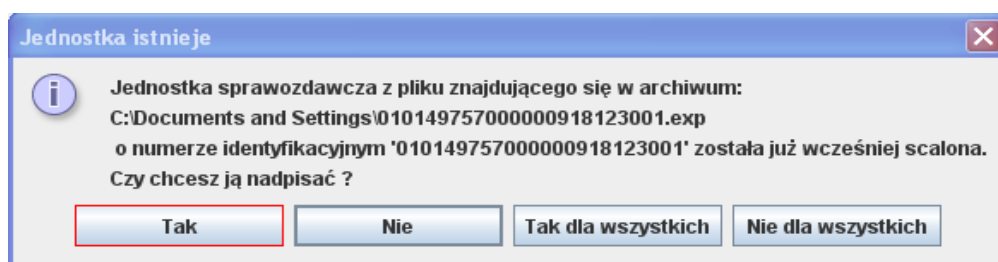 Jednostka istnieje
Jednostka sprawozdawcza z pliku znajdującego się w archiwum:
C:\Documents and Settings\010149757000000918123001.exp
o numerze identyfikacyjnym '010149757000000918123001' została już wcześniej scalona.
Czy chcesz ją nadpisać ?
Tak Nie Tak dla wszystkich Nie dla wszystkich